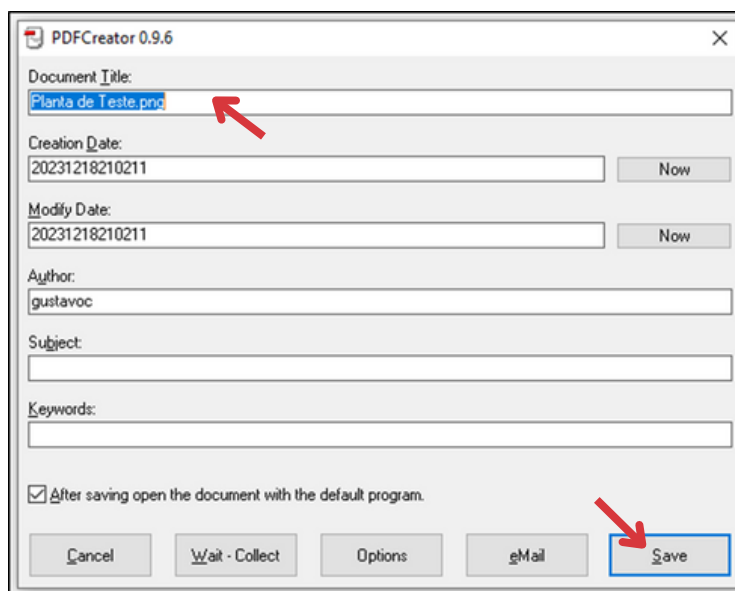 PDFCreator 0.9.6
Document Title:
Planta de Teste.png
Creation Date:
20231218210211 Now
Modify Date:
20231218210211 Now
Author:
gustavoc
Subject:
Keywords:
After saving open the document with the default program.
Cancel Wait - Collect Options eMail Save